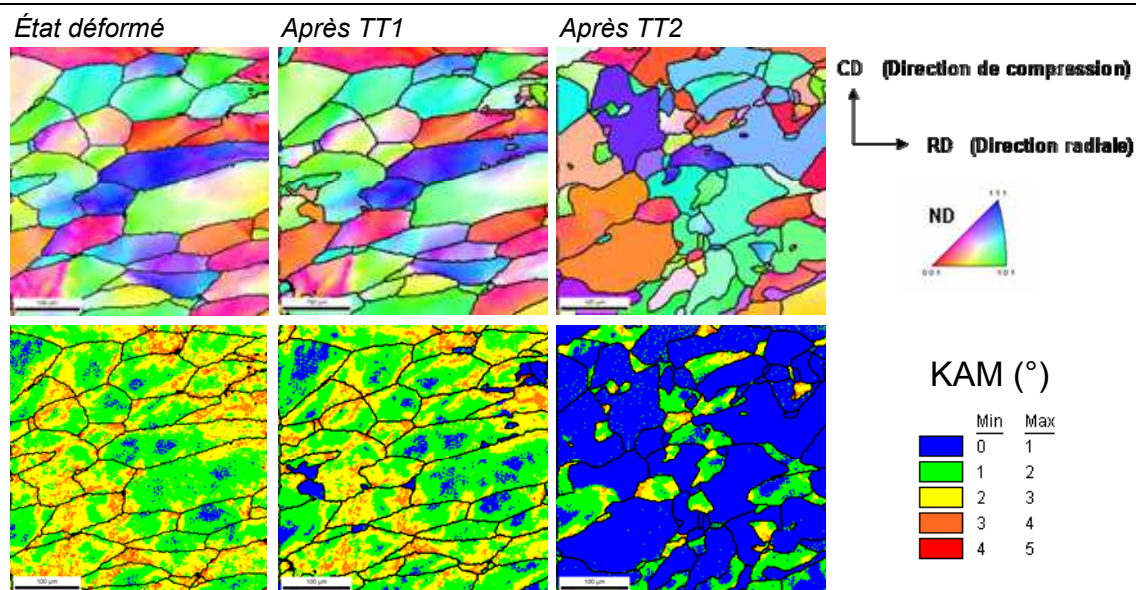 État déformé
Après TT1
Après TT2
CD (Direction de compression)
RD (Direction radiale)
ND
111
001
101
100 µm
100 µm
100 µm
100 µm
100 µm
100 µm
KAM (°)
Min Max
0 1
1 2
2 3
3 4
4 5